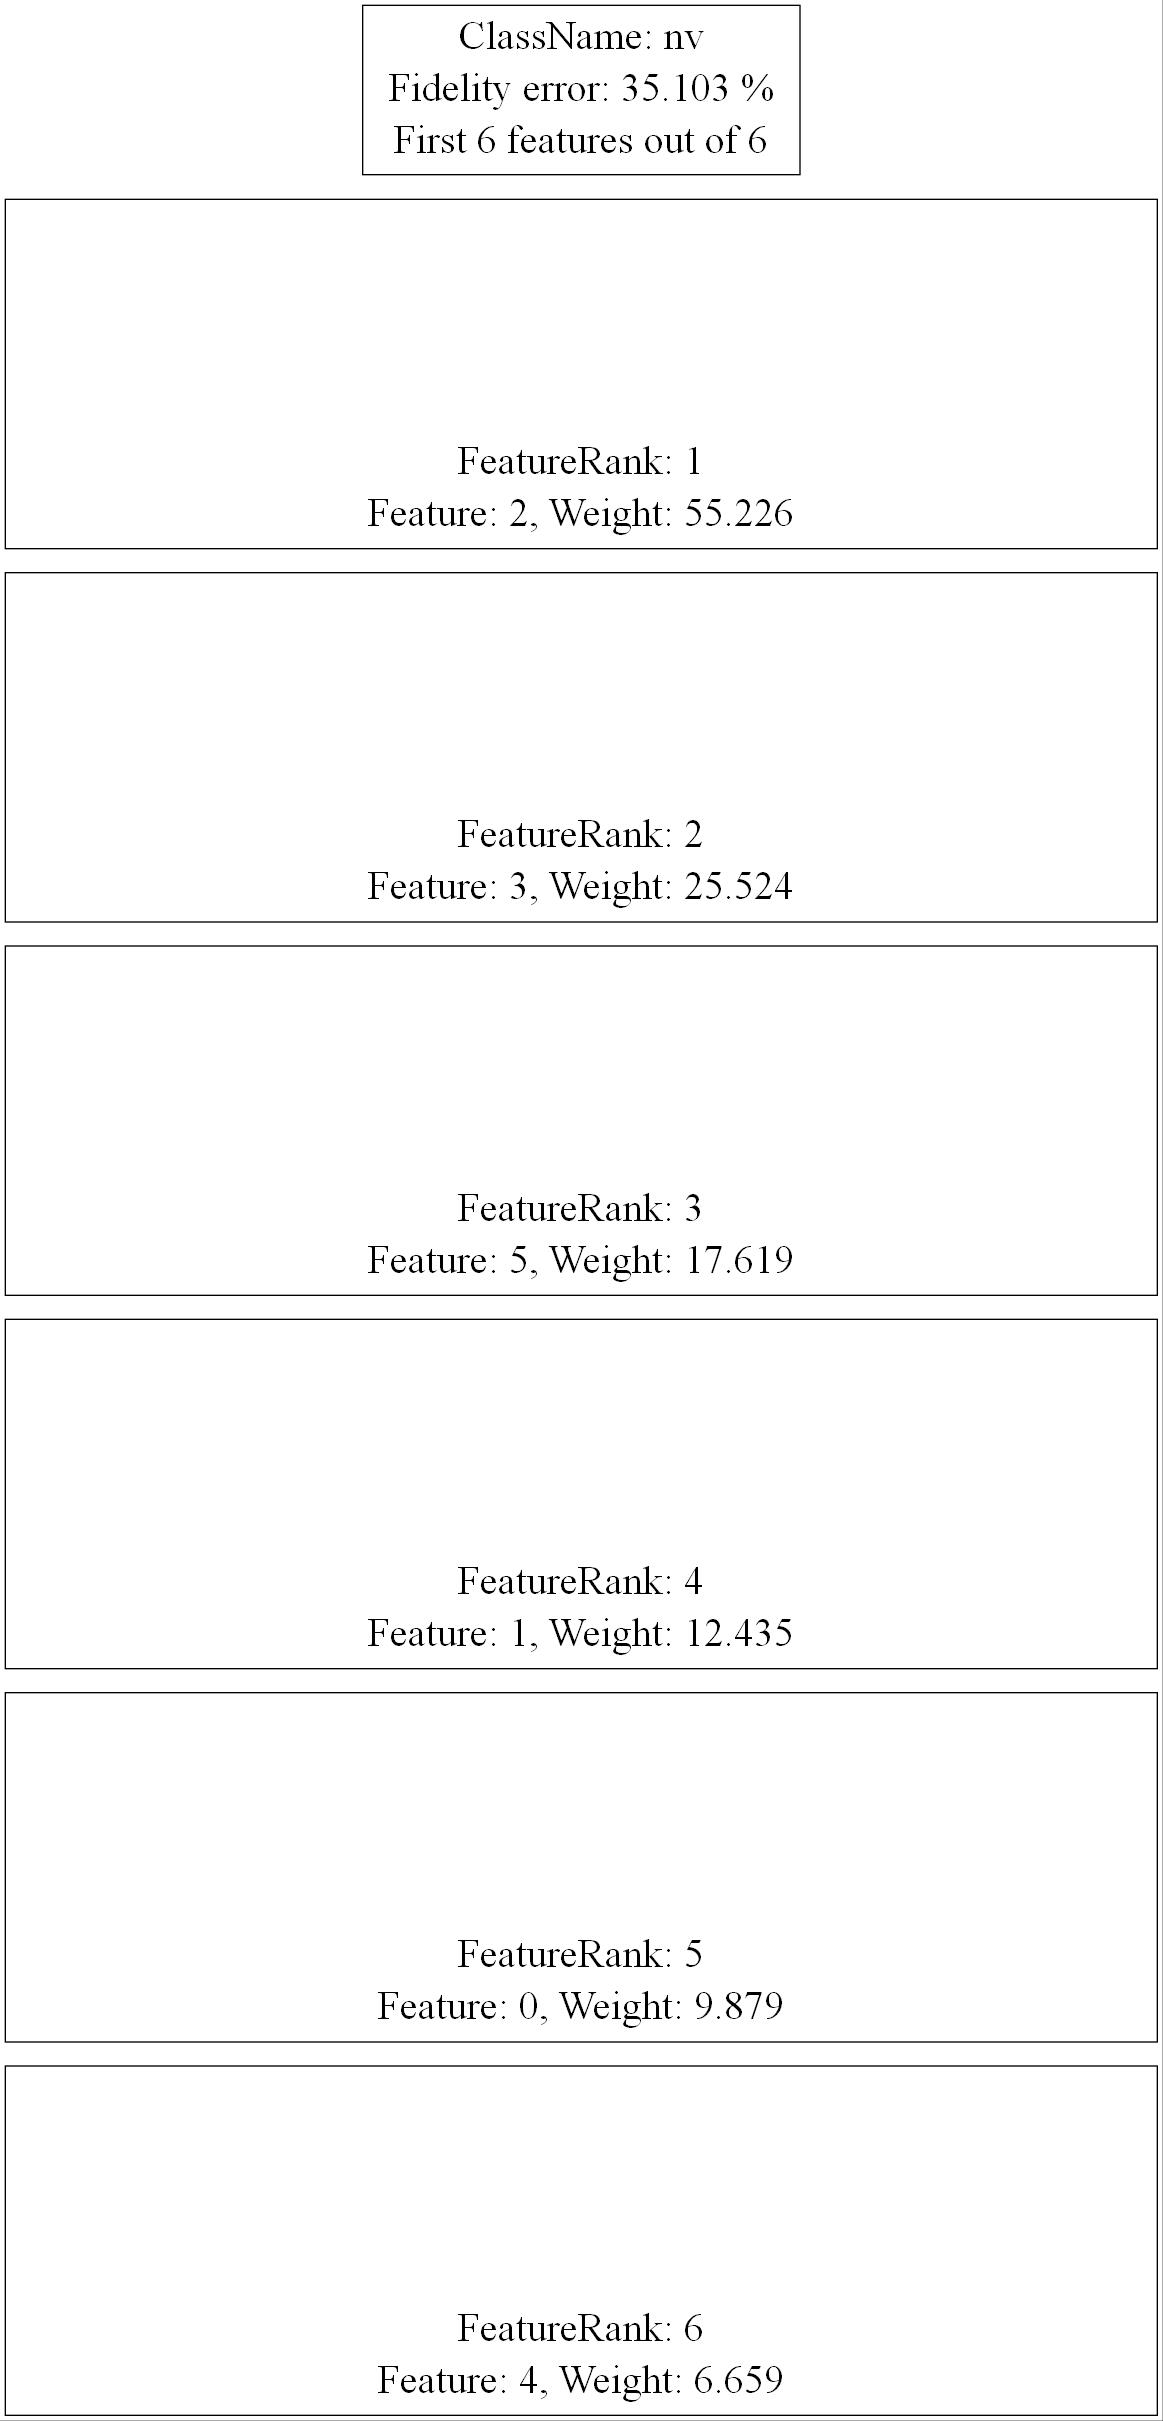 ClassName: nv
Fidelity error: 35.103 %
First 6 features out of 6
FeatureRank: 1
Feature: 2, Weight: 55.226
FeatureRank: 2
Feature: 3, Weight: 25.524
FeatureRank: 3
Feature: 5, Weight: 17.619
FeatureRank: 4
Feature: 1, Weight: 12.435
FeatureRank: 5
Feature: 0, Weight: 9.879
FeatureRank: 6
Feature: 4, Weight: 6.659